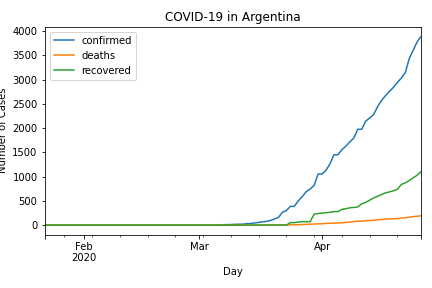 COVID-19 in Argentina
confirmed
deaths
recovered
4000
3500
3000
2500
2000
1500
1000
500
0
Number of Cases
Feb
2020
Mar
Apr
Day